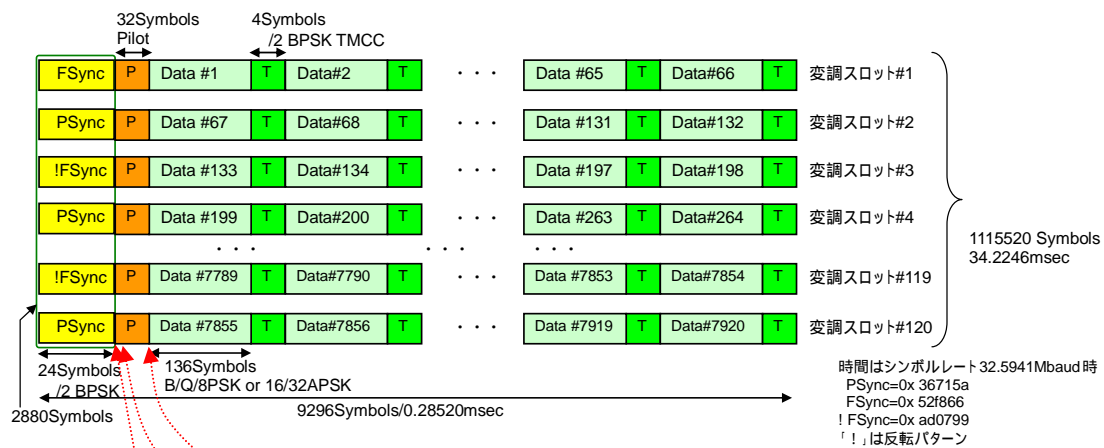 32Symbols
Pilot
4Symbols
/2 BPSK TMCC
FSync P Data #1 T Data#2 T ・・・ Data #65 T Data#66 T 変調スロット#1
PSync P Data #67 T Data#68 T ・・・ Data #131 T Data#132 T 変調スロット#2
!FSync P Data #133 T Data#134 T ・・・ Data #197 T Data#198 T 変調スロット#3
PSync P Data #199 T Data#200 T ・・・ Data #263 T Data#264 T 変調スロット#4
・・・ ・・・ ・・・
!FSync P Data #7789 T Data#7790 T ・・・ Data #7853 T Data#7854 T 変調スロット#119
PSync P Data #7855 T Data#7856 T ・・・ Data #7919 T Data#7920 T 変調スロット#120
1115520 Symbols
34.2246msec
24Symbols
/2 BPSK
2880Symbols
136Symbols
B/Q/8PSK or 16/32APSK
9296Symbols/0.28520msec
時間はシンボルレート32.5941Mbaud時
PSync=0x 36715a
FSync=0x 52f866
! FSync=0x ad0799
「!」は反転パターン